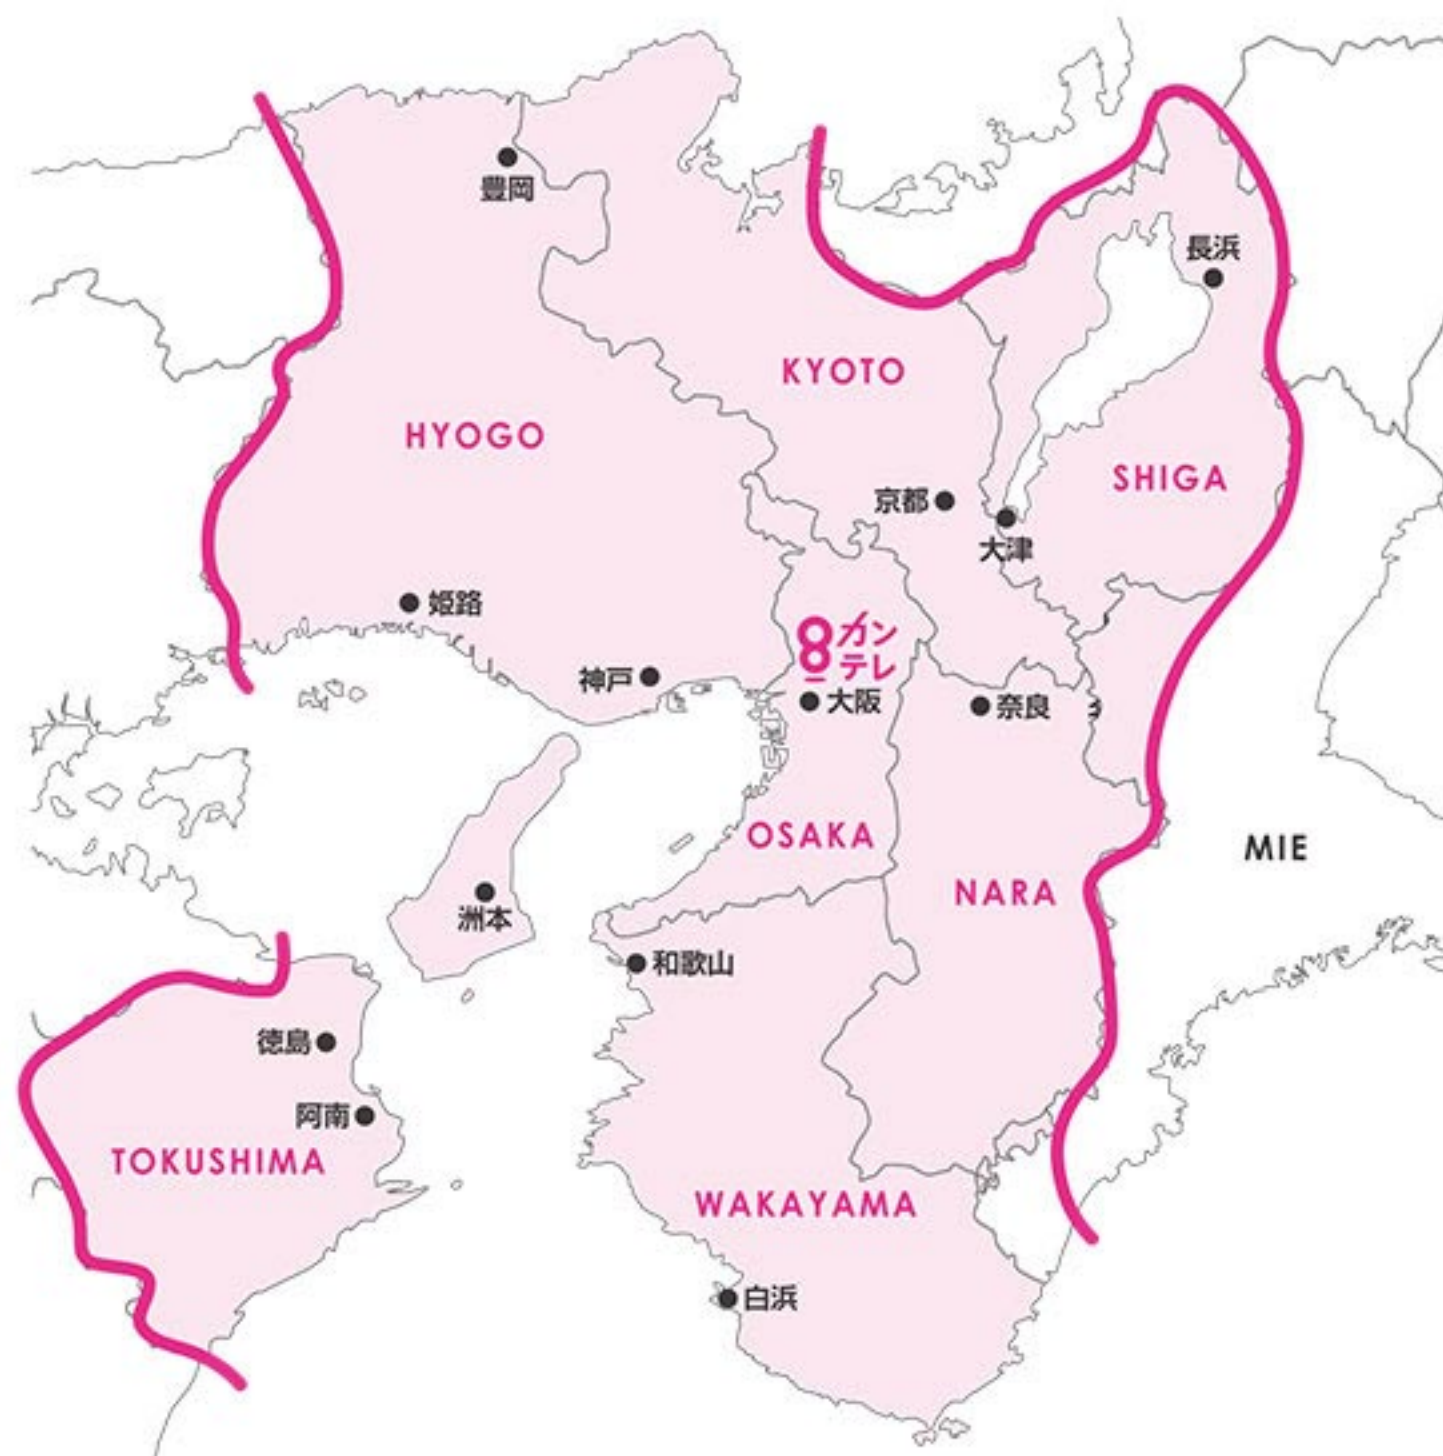 豊岡
長浜
KYOTO
HYOGO
SHIGA
京都
大津
姫路
8カン
テレ
神戸
大阪
奈良
OSAKA
MIE
NARA
洲本
和歌山
徳島
阿南
TOKUSHIMA
WAKAYAMA
白浜